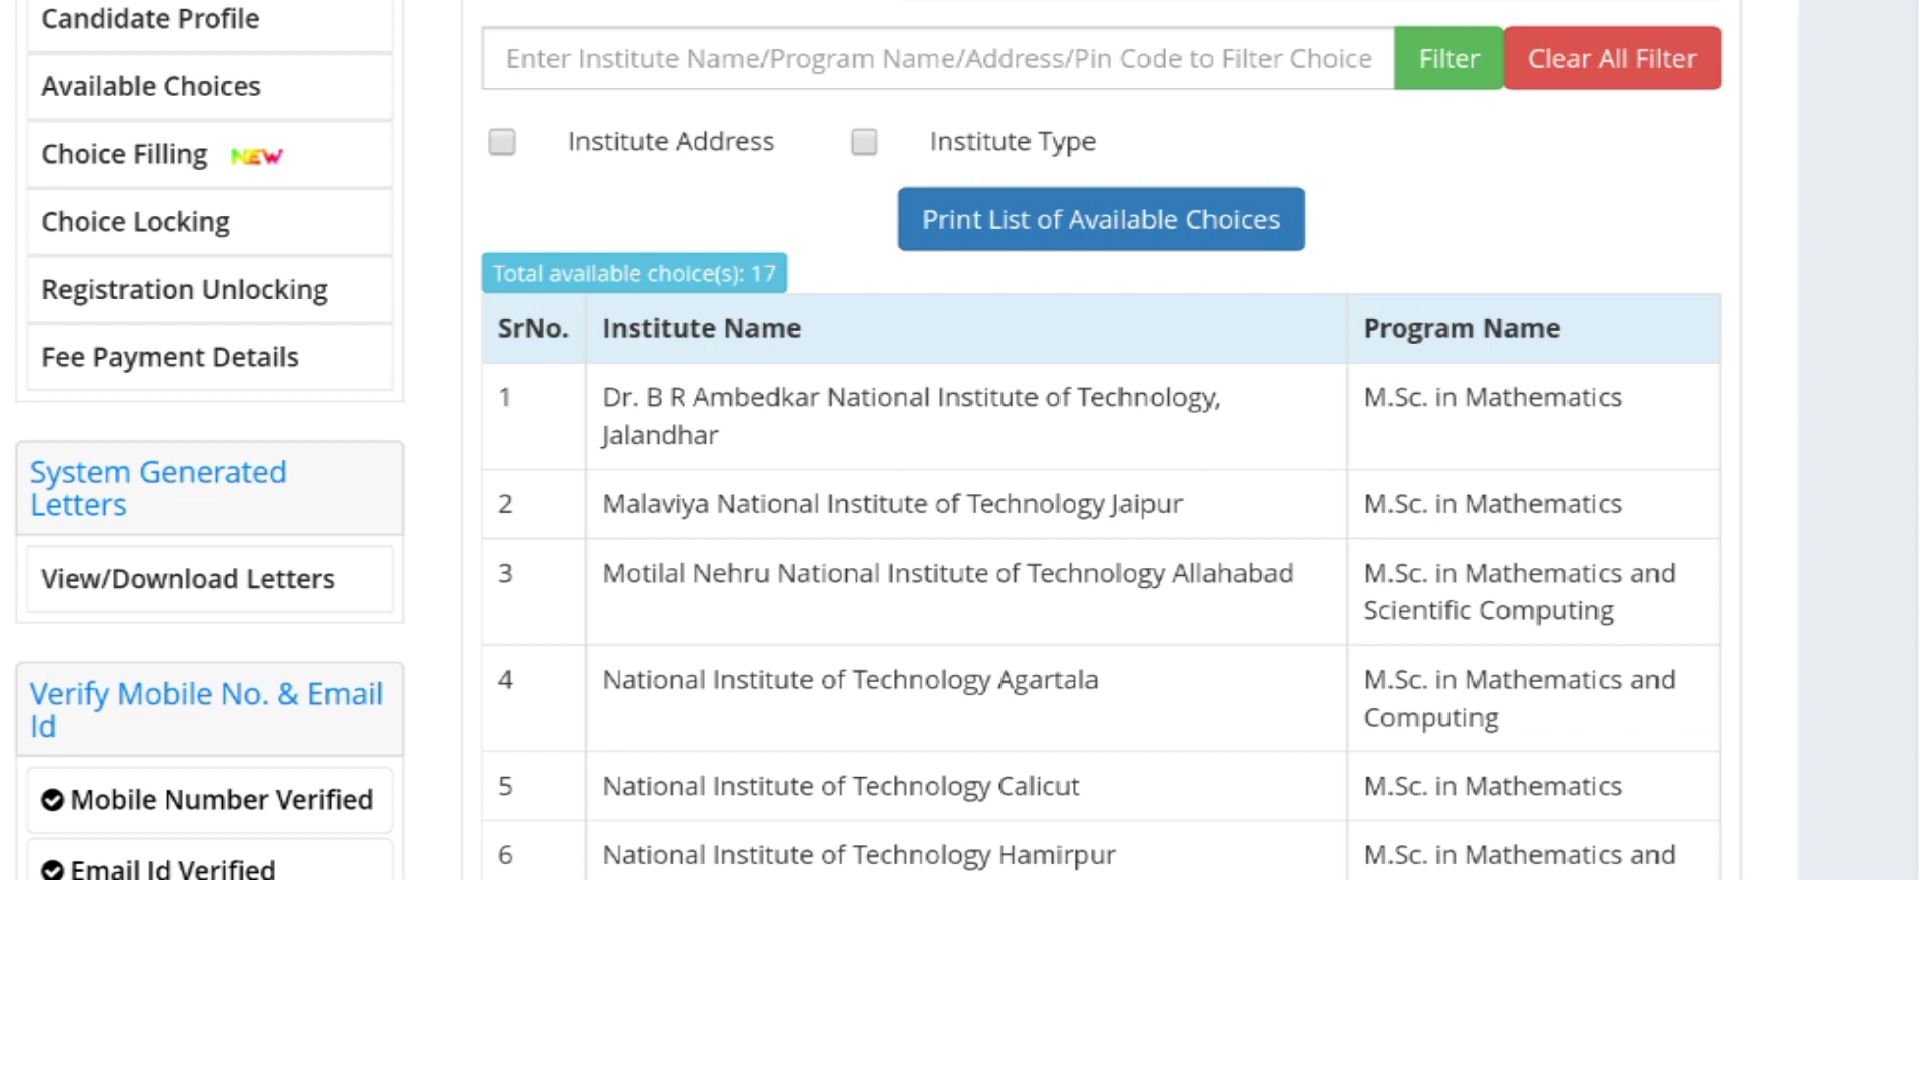 Candidate Profile
Available Choices
Choice Filling NEW
Choice Locking
Registration Unlocking
Fee Payment Details
System Generated
Letters
View/Download Letters
Verify Mobile No. & Email
Id
Mobile Number Verified
Email Id Verified
Enter Institute Name/Program Name/Address/Pin Code to Filter Choice
Filter
Clear All Filter
Institute Address
Institute Type
Print List of Available Choices
Total available choice(s): 17
SrNo. Institute Name Program Name
1 Dr. B R Ambedkar National Institute of Technology, M.Sc. in Mathematics
Jalandhar
2 Malaviya National Institute of Technology Jaipur M.Sc. in Mathematics
3 Motilal Nehru National Institute of Technology Allahabad M.Sc. in Mathematics and
Scientific Computing
4 National Institute of Technology Agartala M.Sc. in Mathematics and
Computing
5 National Institute of Technology Calicut M.Sc. in Mathematics
6 National Institute of Technology Hamirpur M.Sc. in Mathematics and